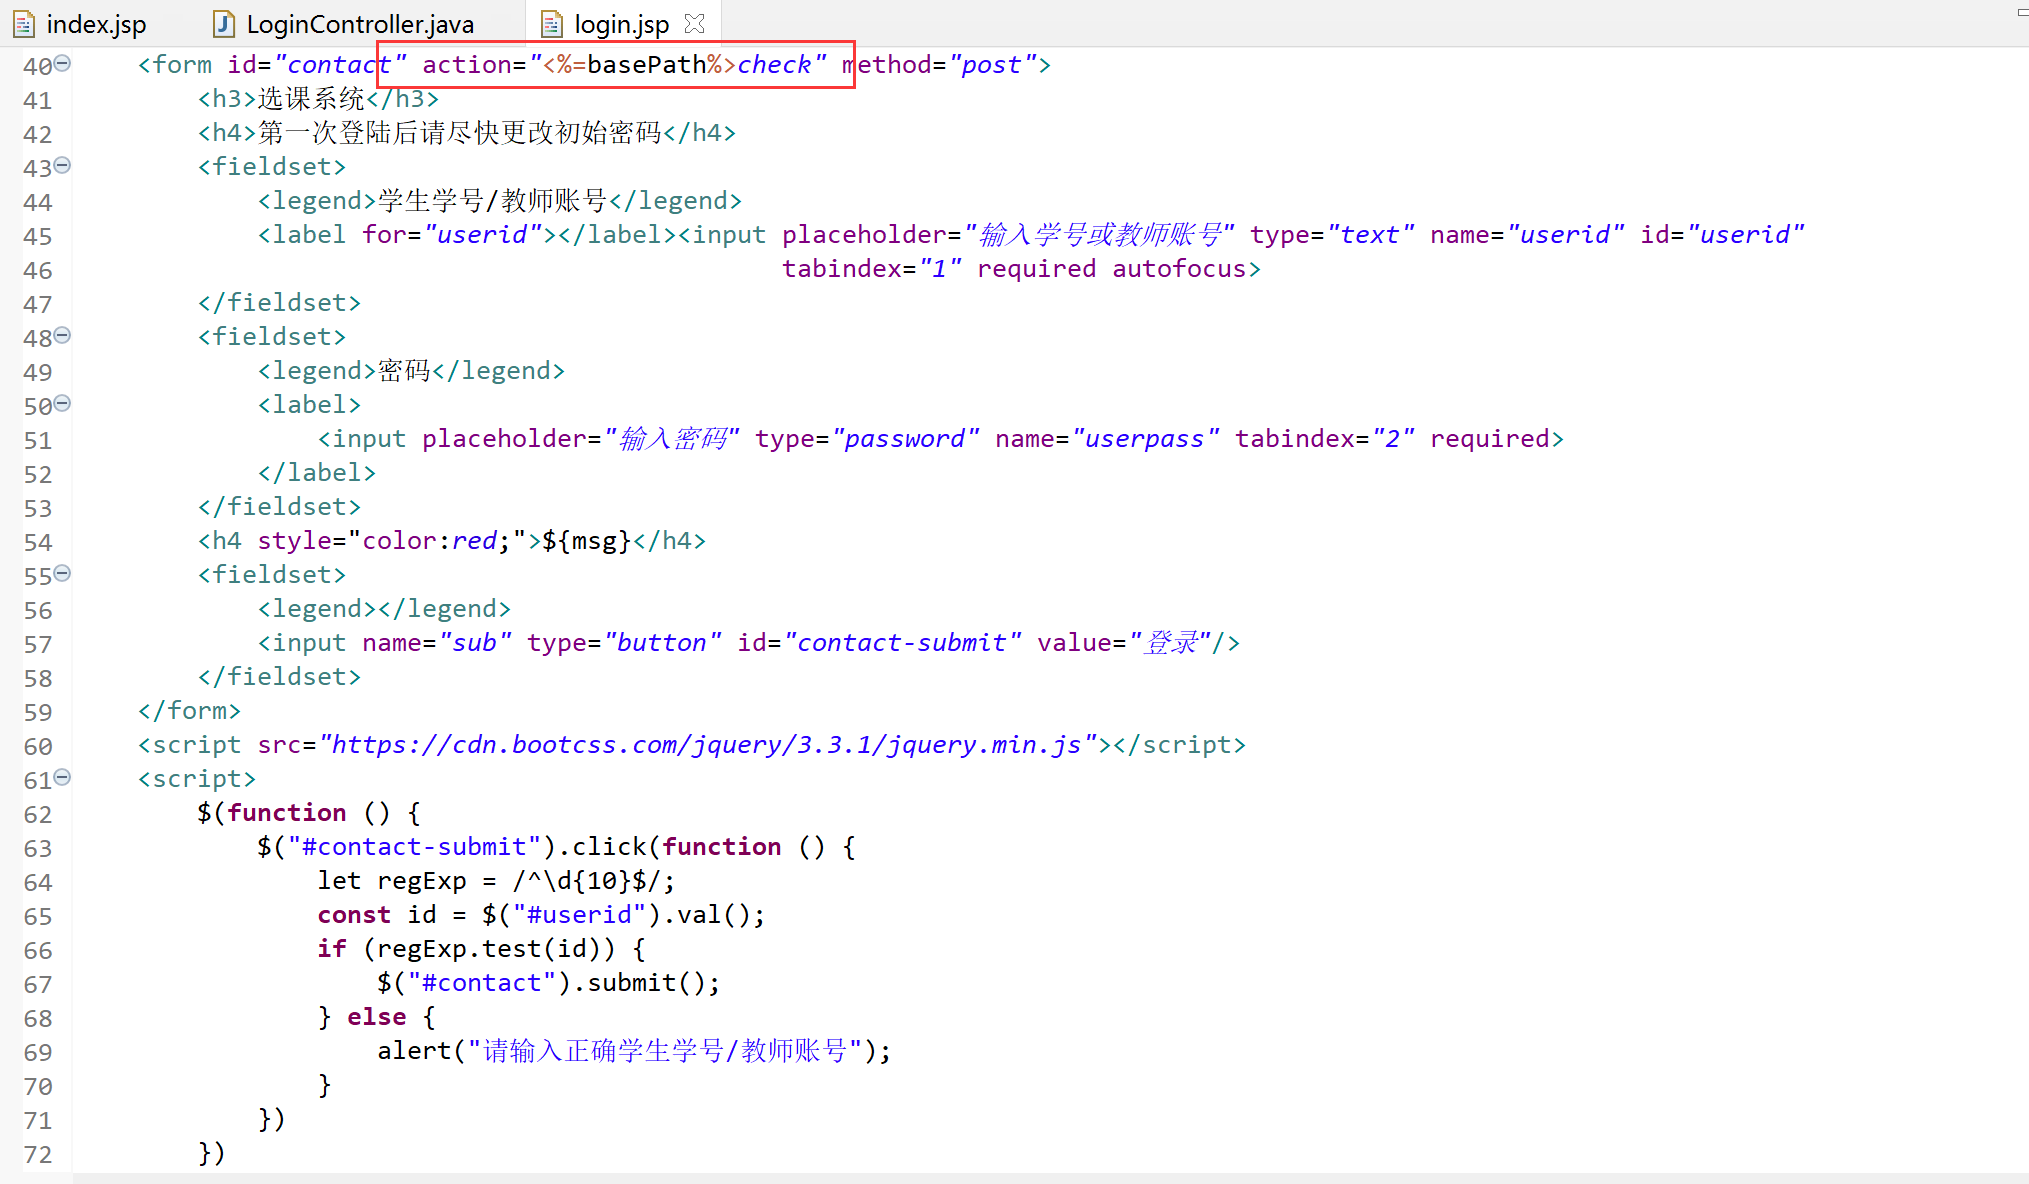 index.jsp LoginController.java login.jsp
40 <form id="contact" action="<%=basePath%>check" method="post">
41 <h3>选课系统</h3>
42 <h4>第一次登陆后请尽快更改初始密码</h4>
43 <fieldset>
44 <legend>学生学号/教师账号</legend>
45 <label for="userid"></label><input placeholder="输入学号或教师账号" type="text" name="userid" id="userid"
46 tabindex="1" required autofocus>
47 </fieldset>
48 <fieldset>
49 <legend>密码</legend>
50 <label>
51 <input placeholder="输入密码" type="password" name="userpass" tabindex="2" required>
52 </label>
53 </fieldset>
54 <h4 style="color:red;">${msg}</h4>
55 <fieldset>
56 <legend></legend>
57 <input name="sub" type="button" id="contact-submit" value="登录"/>
58 </fieldset>
59 </form>
60 <script src="https://cdn.bootcss.com/jquery/3.3.1/jquery.min.js"></script>
61 <script>
62 $(function () {
63 $("#contact-submit").click(function () {
64 let regExp = /^\d{10}$/;
65 const id = $("#userid").val();
66 if (regExp.test(id)) {
67 $("#contact").submit();
68 } else {
69 alert("请输入正确学生学号/教师账号");
70 }
71 })
72 })